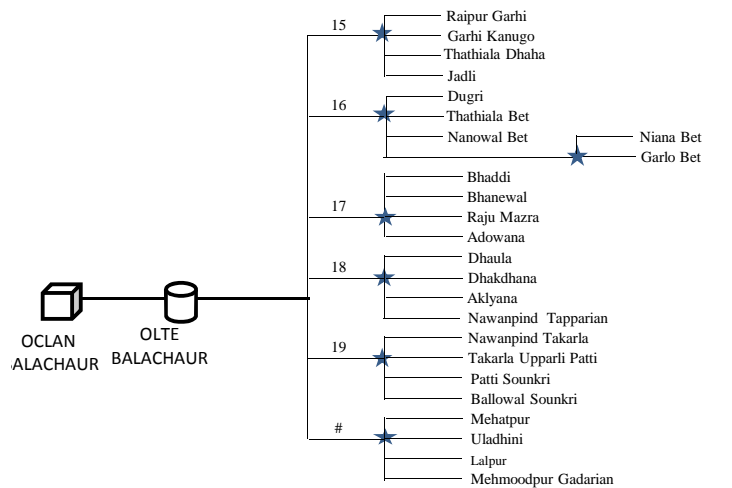 15
Raipur Garhi
Garhi Kanugo
Thathiala Dhaha
Jadli
16
Dugri
Thathiala Bet
Nanowal Bet
Niana Bet
Garlo Bet
17
Bhaddi
Bhanewal
Raju Mazra
Adowana
18
Dhaula
Dhakdhana
Aklyana
Nawanpind Tapparian
19
Nawanpind Takarla
Takarla Upparli Patti
Patti Sounkri
Ballowal Sounkri
#
Mehatpur
Uladhini
Lalpur
Mehmoodpur Gadarian
OCLAN
ALACHAUR
OLTE
BALACHAUR